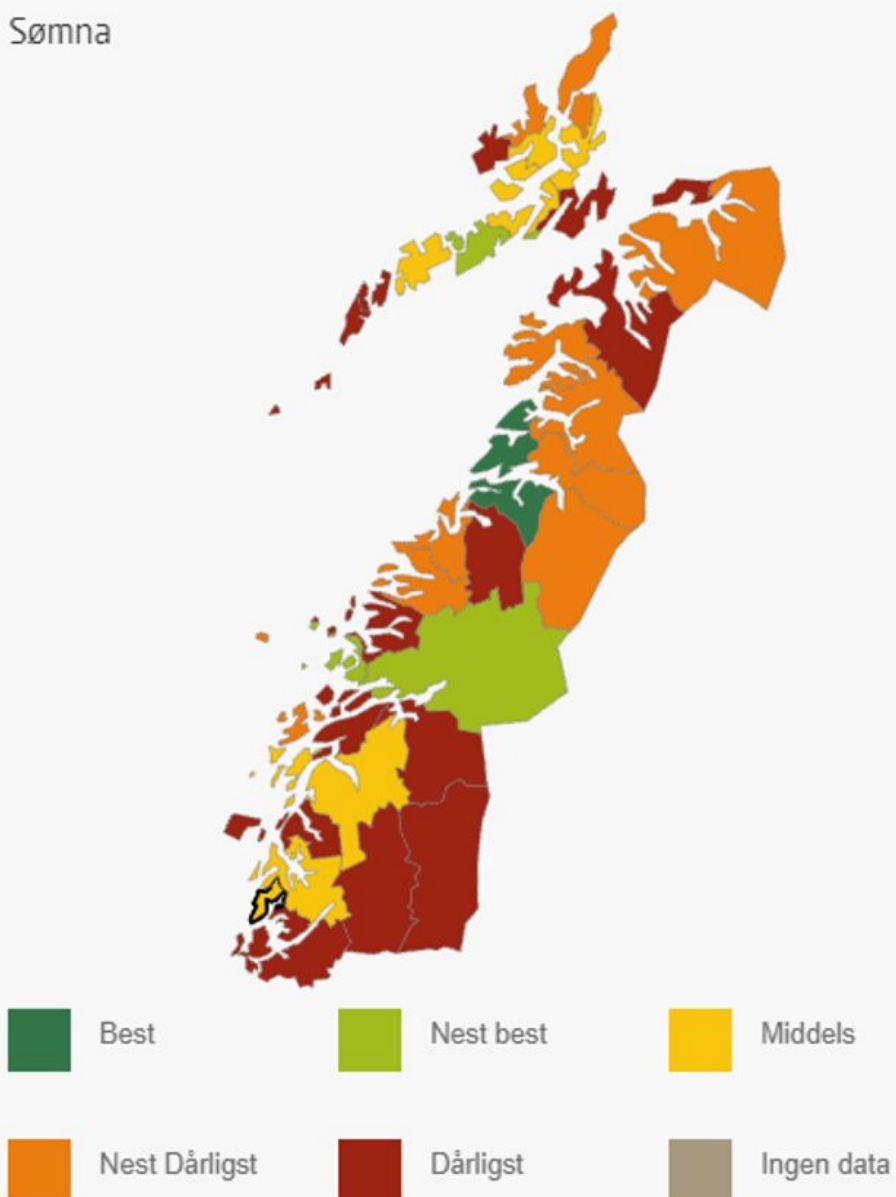 Sømna
Best
Nest best
Middels
Nest Dårligst
Dårligst
Ingen data